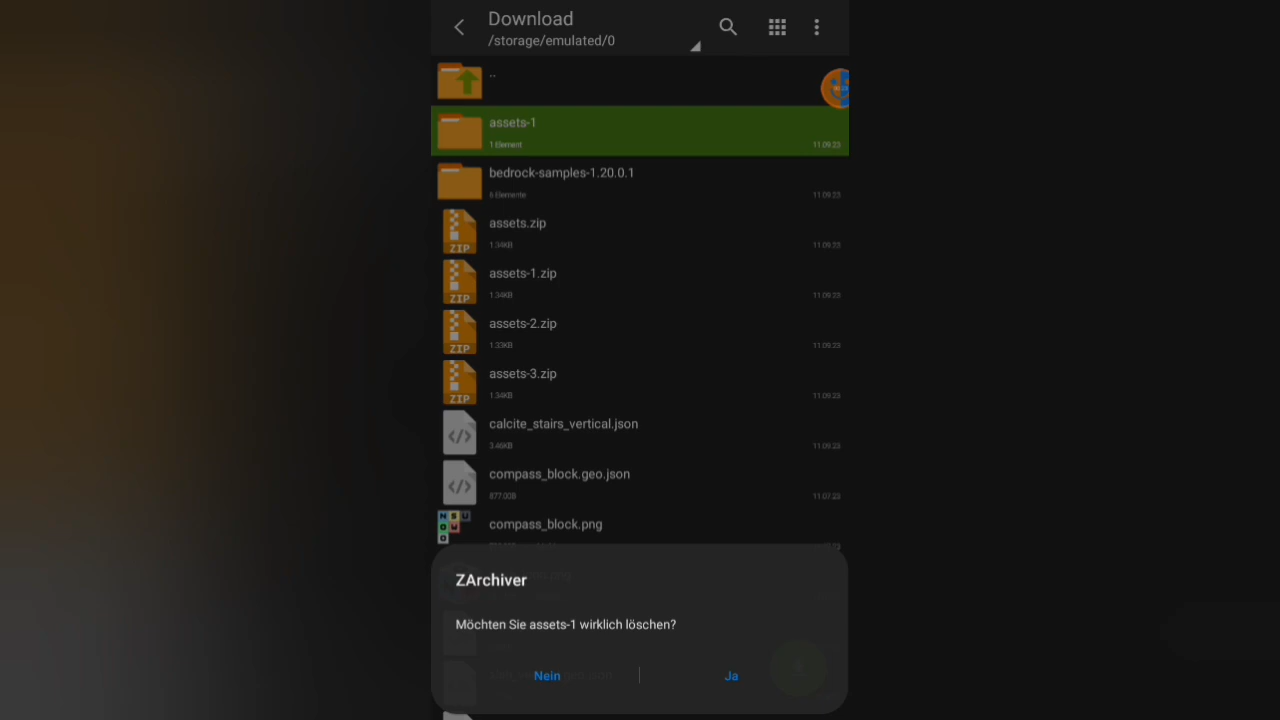 Download
/storage/emulated/0
..
assets-1
1 Element
11.09.23
bedrock-samples-1.20.0.1
6 Elemente
11.09.23
assets.zip
ZIP
1.34KB
11.09.23
assets-1.zip
ZIP
1.34KB
11.09.23
assets-2.zip
ZIP
1.33KB
11.09.23
assets-3.zip
ZIP
1.34KB
11.09.23
calcite_stairs_vertical.json
3.46KB
11.09.23
compass_block.geo.json
877.00B
11.07.23
compass_block.png
ZArchiver
Möchten Sie assets-1 wirklich löschen?
Nein
Ja